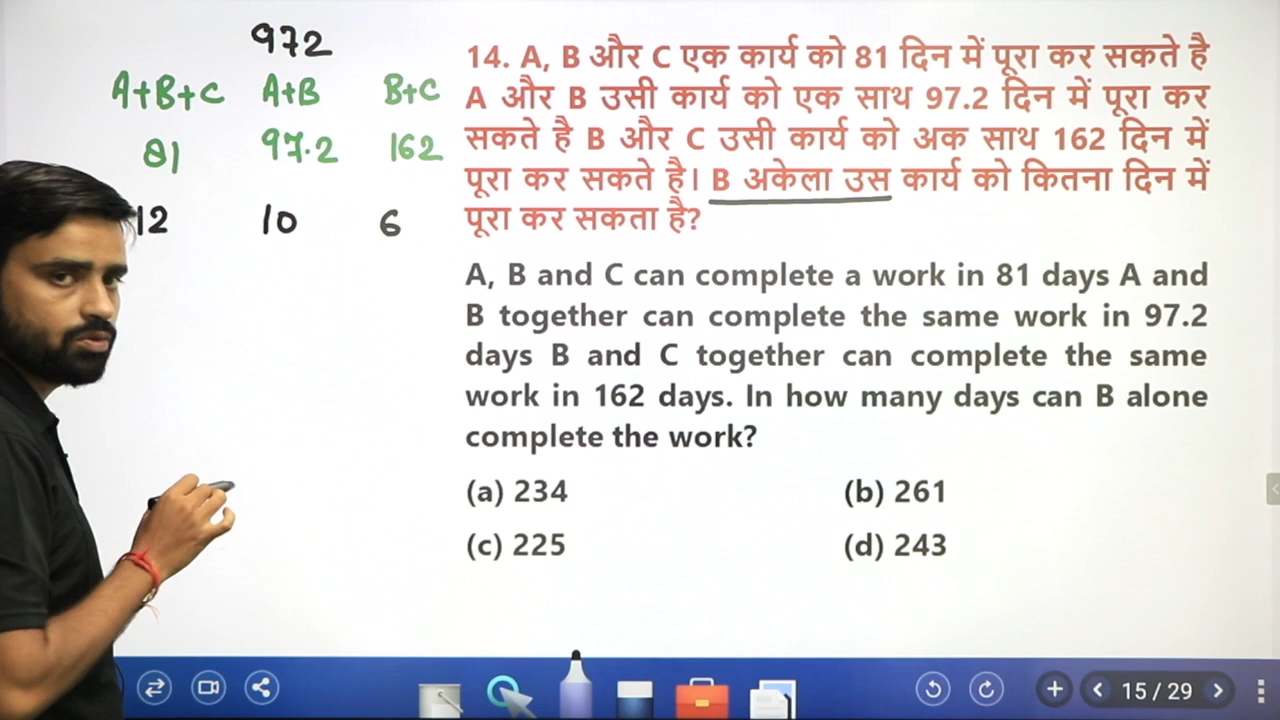 972
A+B+C A+B B+C
81 97.2 162
12 10 6
14. A, B और C एक कार्य को 81 दिन में पूरा कर सकते है
A और B उसी कार्य को एक साथ 97.2 दिन में पूरा कर
सकते है B और C उसी कार्य को अक साथ 162 दिन में
पूरा कर सकते है। B अकेला उस कार्य को कितना दिन में
पूरा कर सकता है?
A, B and C can complete a work in 81 days A and
B together can complete the same work in 97.2
days B and C together can complete the same
work in 162 days. In how many days can B alone
complete the work?
(a) 234 (b) 261
(c) 225 (d) 243
15 / 29